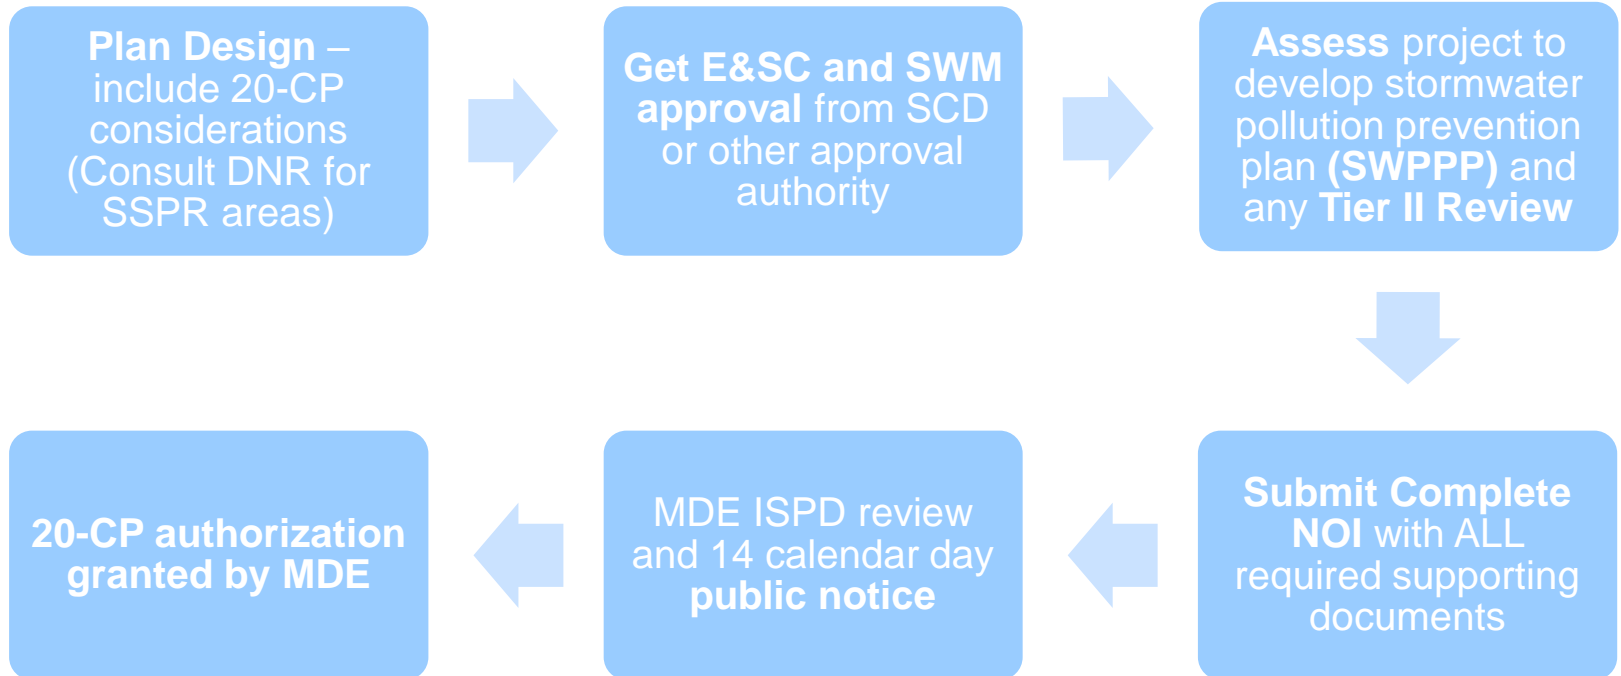 Plan Design –
include 20-CP
considerations
(Consult DNR for
SSPR areas)
Get E&SC and SWM
approval from SCD
or other approval
authority
Assess project to
develop stormwater
pollution prevention
plan (SWPPP) and
any Tier II Review
Submit Complete
NOI with ALL
required supporting
documents
MDE ISPD review
and 14 calendar day
public notice
20-CP authorization
granted by MDE